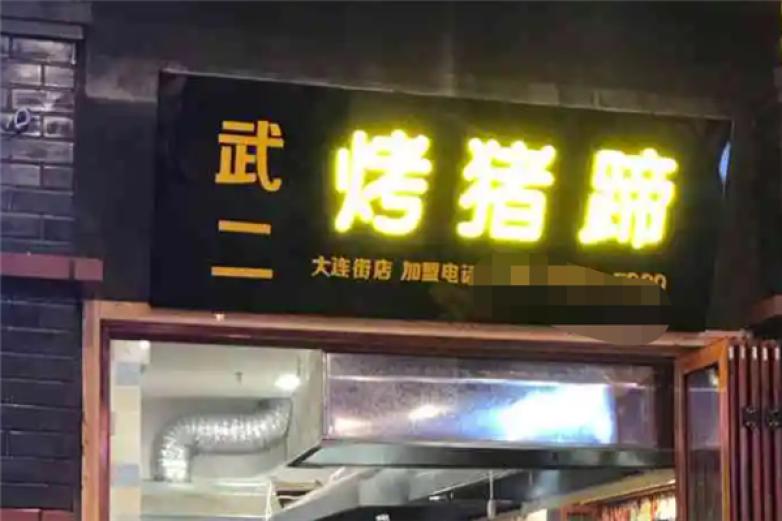 武二
烤猪蹄
大连街店 加盟电话